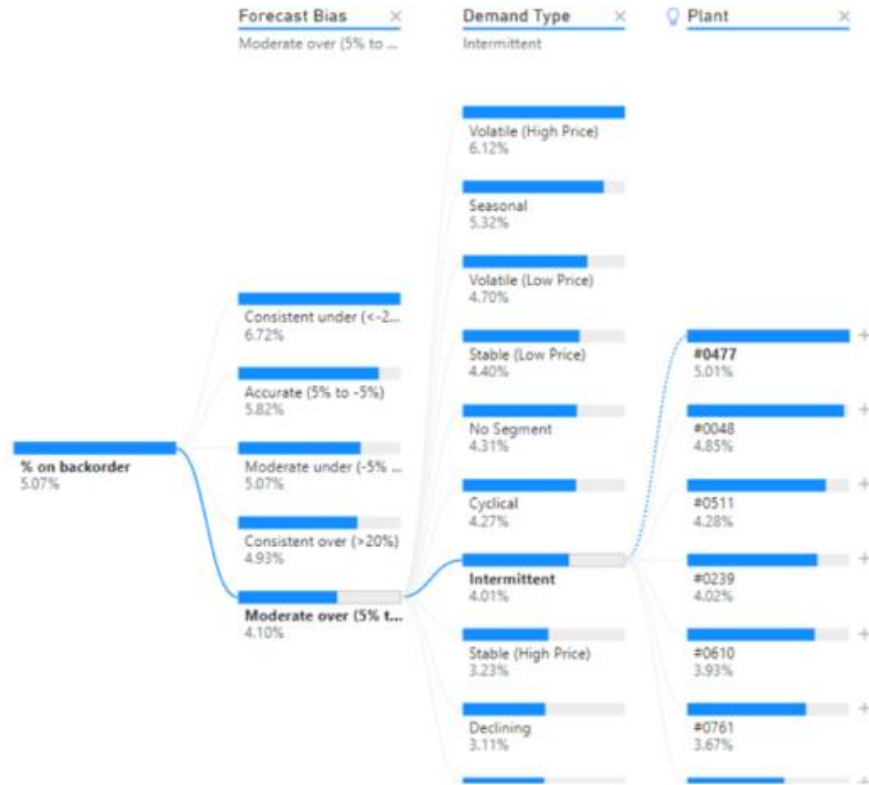 Forecast Bias ×
Moderate over (5% to ...
Demand Type ×
Intermittent
Plant ×
% on backorder
5.07%
Consistent under (<-2...
6.72%
Accurate (5% to -5%)
5.82%
Moderate under (-5% ...
5.07%
Consistent over (>20%)
4.93%
Moderate over (5% t...
4.10%
Volatile (High Price)
6.12%
Seasonal
5.32%
Volatile (Low Price)
4.70%
Stable (Low Price)
4.40%
No Segment
4.31%
Cyclical
4.27%
Intermittent
4.01%
Stable (High Price)
3.23%
Declining
3.11%
#0477
5.01%
#0048
4.85%
#0511
4.28%
#0239
4.02%
#0610
3.93%
#0761
3.67%